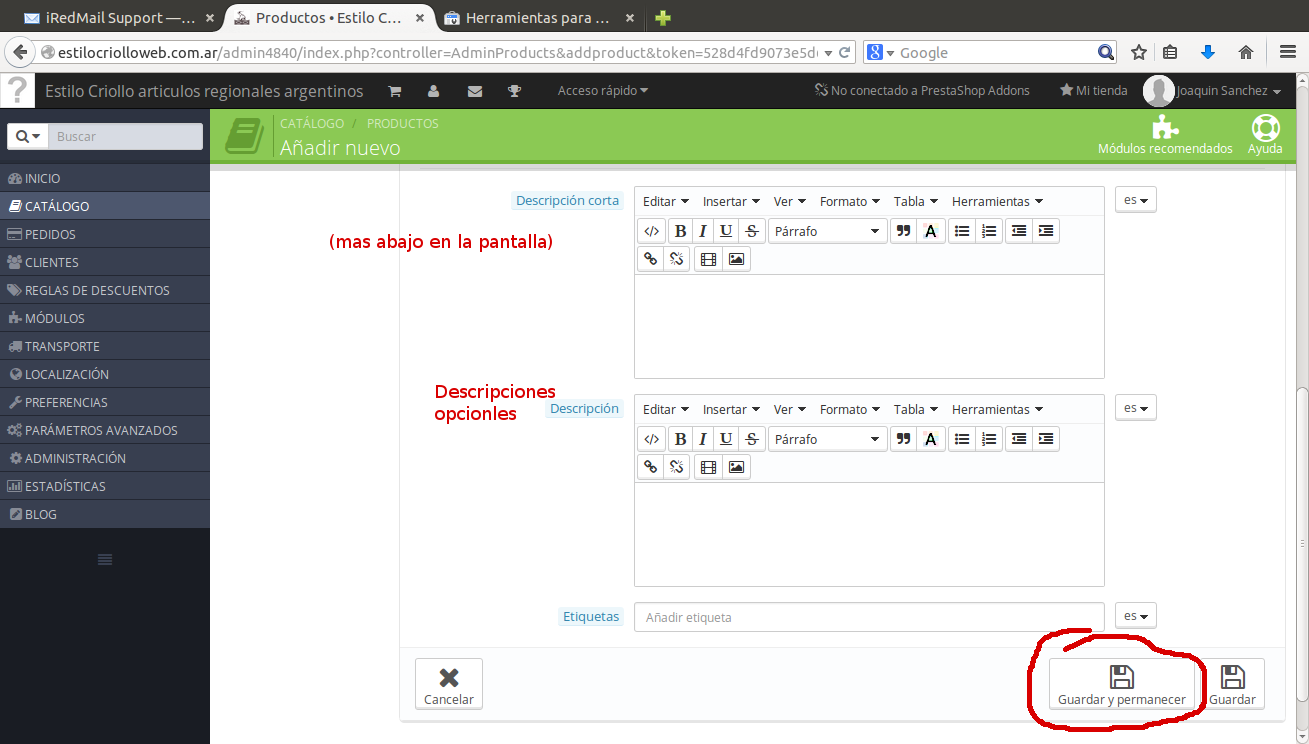 iRedMail Support —...
Productos • Estilo C...
Herramientas para ...
estilocriolloweb.com.ar/admin4840/index.php?controller=AdminProducts&addproduct&token=528d4fd9073e5d
Google
Estilo Criollo articulos regionales argentinos
Acceso rápido
No conectado a PrestaShop Addons
Mi tienda
Joaquin Sanchez
Buscar
CATÁLOGO / PRODUCTOS
Añadir nuevo
Módulos recomendados
Ayuda
INICIO
CATÁLOGO
PEDIDOS
CLIENTES
REGLAS DE DESCUENTOS
MÓDULOS
TRANSPORTE
LOCALIZACIÓN
PREFERENCIAS
PARÁMETROS AVANZADOS
ADMINISTRACIÓN
ESTADÍSTICAS
BLOG
(mas abajo en la pantalla)
Descripción corta
Editar Insertar Ver Formato Tabla Herramientas
es
B I U S Párrafo A
Descripciones
opcionles
Descripción
Editar Insertar Ver Formato Tabla Herramientas
es
B I U S Párrafo A
Etiquetas
Añadir etiqueta
es
Cancelar
Guardar y permanecer
Guardar